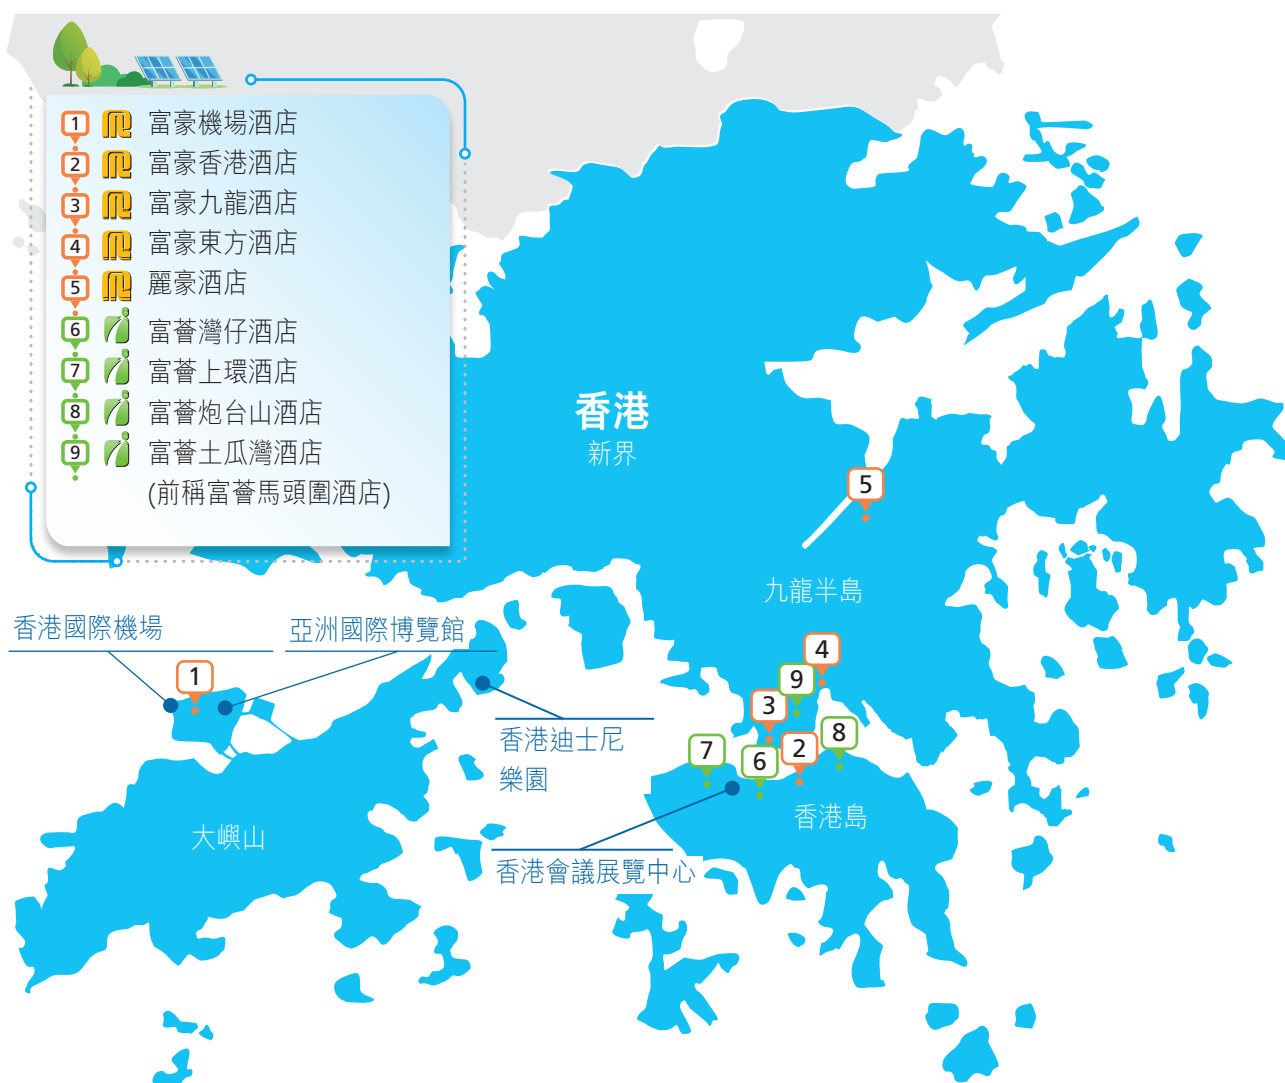 1 富豪機場酒店
2 富豪香港酒店
3 富豪九龍酒店
4 富豪東方酒店
5 麗豪酒店
6 富薈灣仔酒店
7 富薈上環酒店
8 富薈炮台山酒店
9 富薈土瓜灣酒店
(前稱富薈馬頭圍酒店)
香港
新界
5
九龍半島
香港國際機場
亞洲國際博覽館
1
4
9
3
香港迪士尼
樂園
7
6
2
8
大嶼山
香港島
香港會議展覽中心